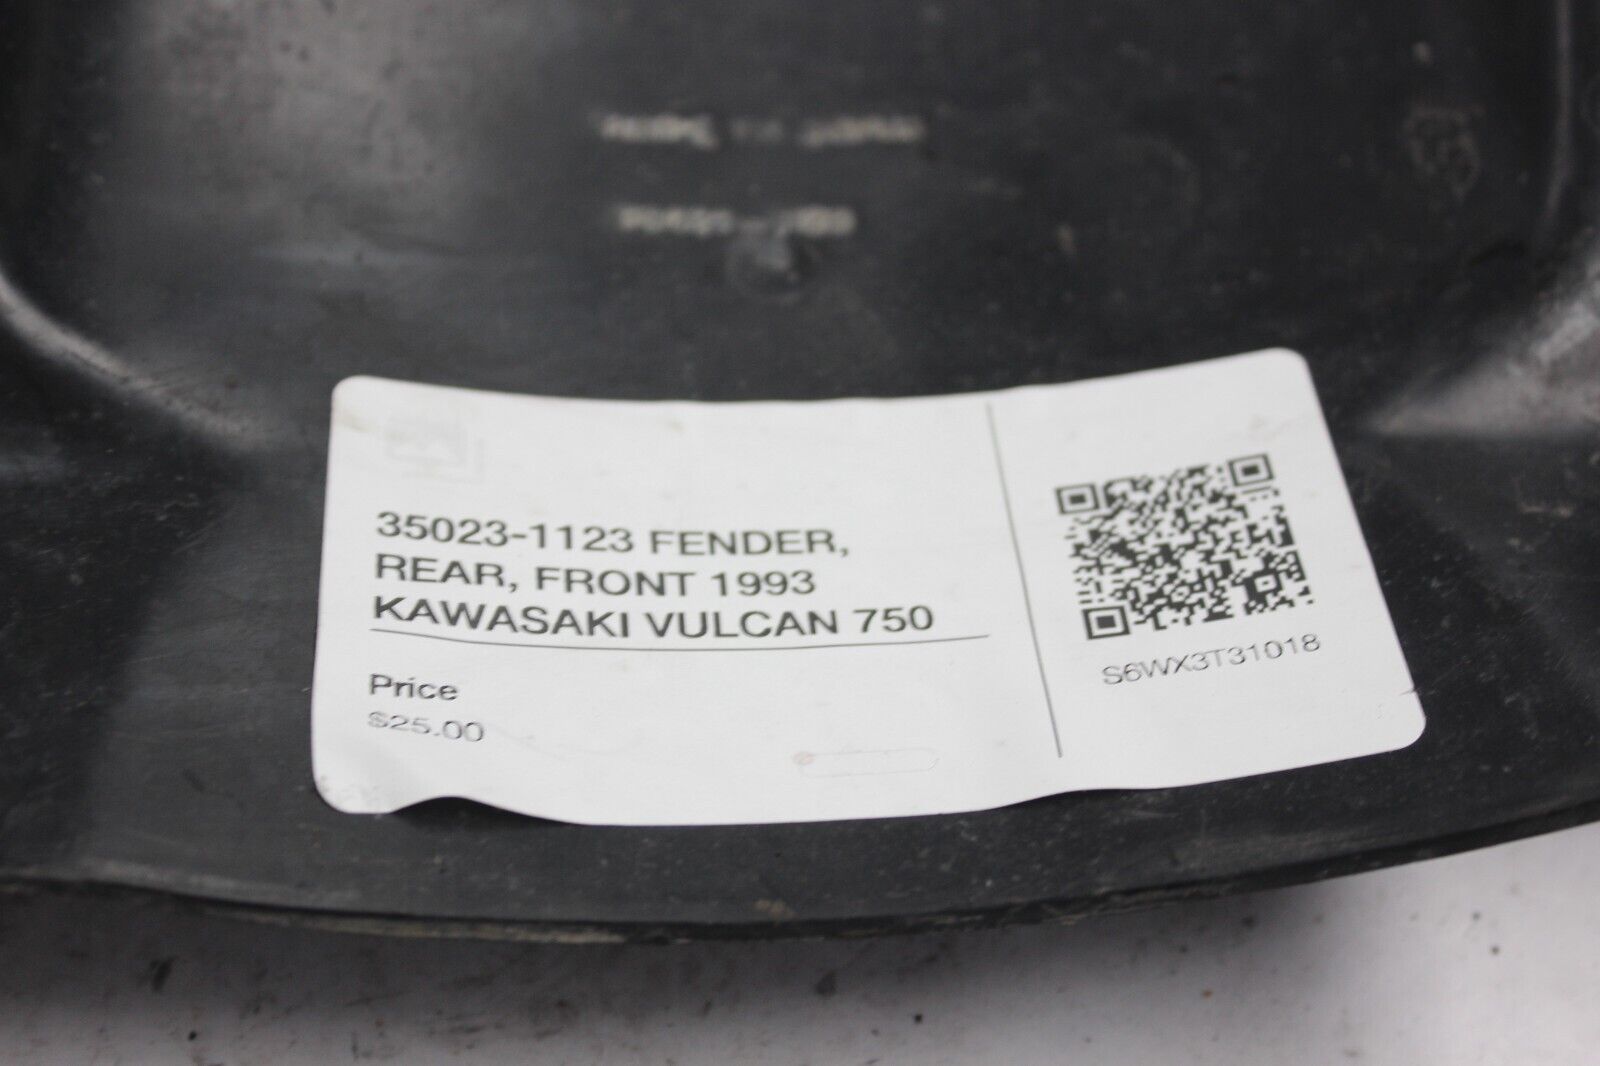 35023-1123 FENDER,
REAR, FRONT 1993
KAWASAKI VULCAN 750
Price
$25.00
S6WX3T31018